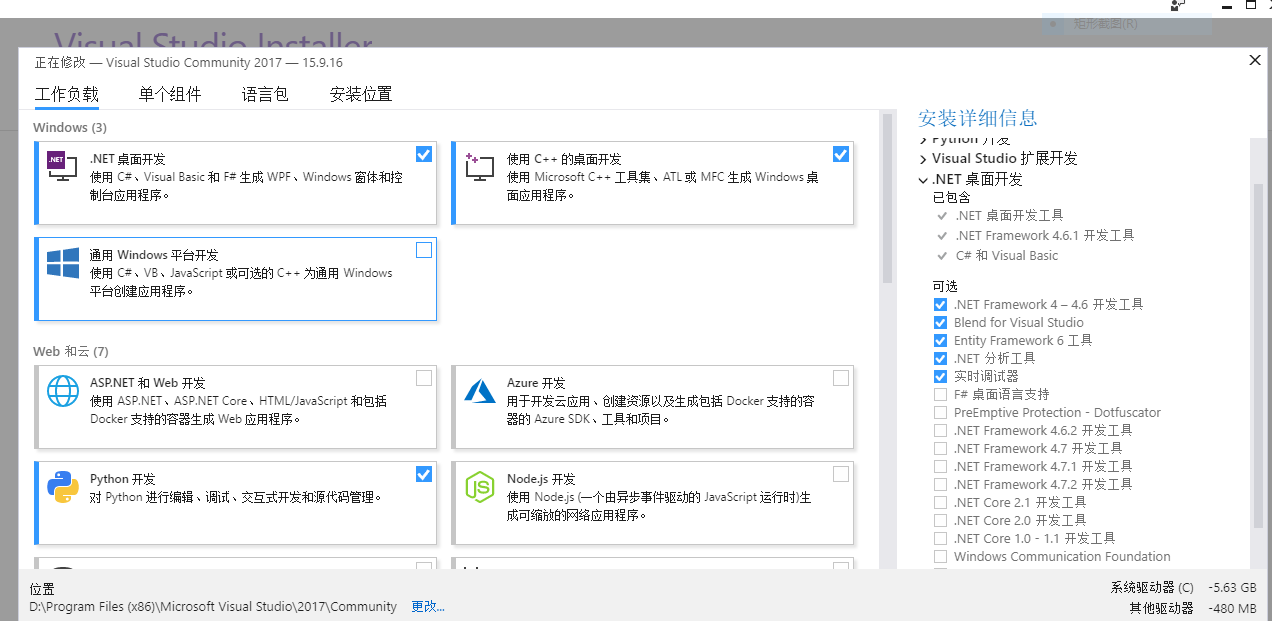 矩形截图(R)
Visual Studio Installer
正在修改 — Visual Studio Community 2017 — 15.9.16
工作负载 单个组件 语言包 安装位置
Windows (3)
.NET
.NET 桌面开发
使用 C#、Visual Basic 和 F# 生成 WPF、Windows 窗体和控
制台应用程序。
使用 C++ 的桌面开发
使用 Microsoft C++ 工具集、ATL 或 MFC 生成 Windows 桌
面应用程序。
通用 Windows 平台开发
使用 C#、VB、JavaScript 或可选的 C++ 为通用 Windows
平台创建应用程序。
Web 和云 (7)
ASP.NET 和 Web 开发
使用 ASP.NET、ASP.NET Core、HTML/JavaScript 和包括
Docker 支持的容器生成 Web 应用程序。
Azure 开发
用于开发云应用、创建资源以及生成包括 Docker 支持的容
器的 Azure SDK、工具和项目。
Python 开发
对 Python 进行编辑、调试、交互式开发和源代码管理。
JS
Node.js 开发
使用 Node.js (一个由异步事件驱动的 JavaScript 运行时)生
成可缩放的网络应用程序。
安装详细信息
Python 开发
Visual Studio 扩展开发
.NET 桌面开发
已包含
.NET 桌面开发工具
.NET Framework 4.6.1 开发工具
C# 和 Visual Basic
可选
.NET Framework 4 – 4.6 开发工具
Blend for Visual Studio
Entity Framework 6 工具
.NET 分析工具
实时调试器
F# 桌面语言支持
PreEmptive Protection - Dotfuscator
.NET Framework 4.6.2 开发工具
.NET Framework 4.7 开发工具
.NET Framework 4.7.1 开发工具
.NET Framework 4.7.2 开发工具
.NET Core 2.1 开发工具
.NET Core 2.0 开发工具
.NET Core 1.0 - 1.1 开发工具
Windows Communication Foundation
位置
D:\Program Files (x86)\Microsoft Visual Studio\2017\Community 更改...
系统驱动器 (C) -5.63 GB
其他驱动器 -480 MB